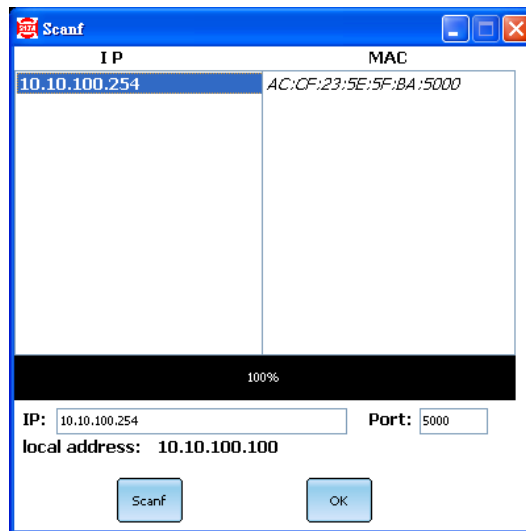 Scanf
I P MAC
10.10.100.254 AC:CF:23:5E:5F:BA:5000
100%
IP: 10.10.100.254 Port: 5000
local address: 10.10.100.100
Scanf OK